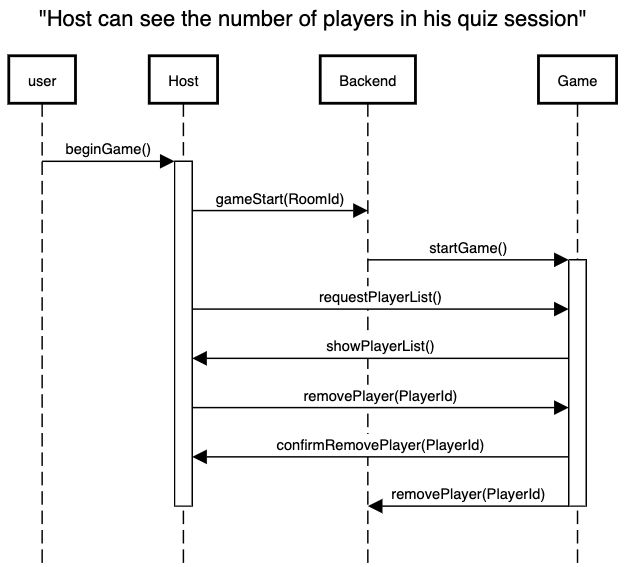 "Host can see the number of players in his quiz session"
user
Host
Backend
Game
beginGame()
gameStart(RoomId)
startGame()
requestPlayerList()
showPlayerList()
removePlayer(PlayerId)
confirmRemovePlayer(PlayerId)
removePlayer(PlayerId)